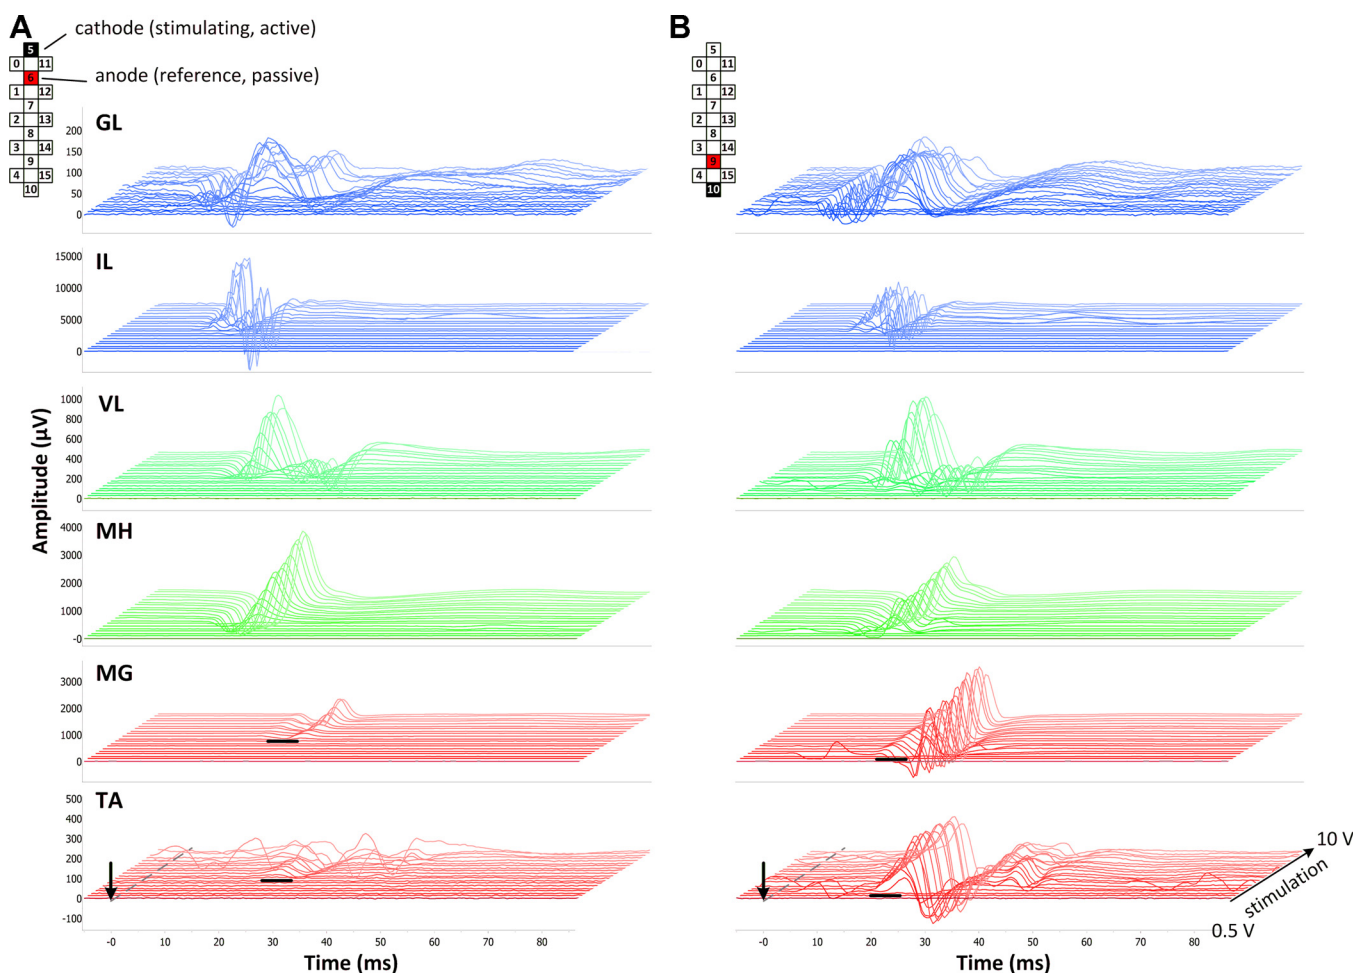 A
B
cathode (stimulating, active)
anode (reference, passive)
5
0 11
6
1 12
7
2 13
8
3 14
9
4 15
10
5
0 11
6
1 12
7
2 13
8
3 14
9
4 15
10
GL
200
150
100
50
0
IL
15000
10000
5000
0
VL
1000
800
600
400
200
0
Amplitude (µV)
MH
4000
3000
2000
1000
-0
MG
3000
2000
1000
0
TA
500
400
300
200
100
0
-100
10 V
stimulation
0.5 V
-0 10 20 30 40 50 60 70 80
-0 10 20 30 40 50 60 70 80
Time (ms)
Time (ms)